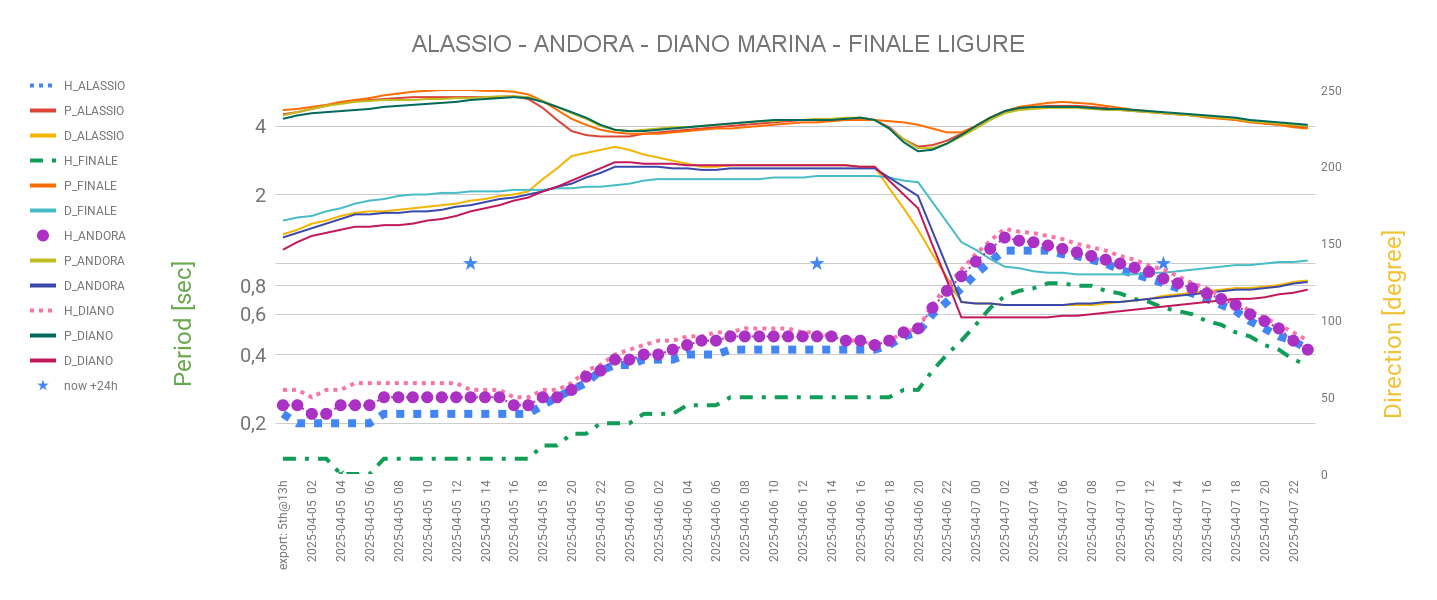 ALASSIO - ANDORA - DIANO MARINA - FINALE LIGURE
H_ALASSIO
P_ALASSIO
D_ALASSIO
H_FINALE
P_FINALE
D_FINALE
H_ANDORA
P_ANDORA
D_ANDORA
H_DIANO
P_DIANO
D_DIANO
now +24h
Period [sec]
4
2
0,8
0,6
0,4
0,2
250
200
150
100
50
0
Direction [degree]
export: 5th@13h
2025-04-05 02
2025-04-05 04
2025-04-05 06
2025-04-05 08
2025-04-05 10
2025-04-05 12
2025-04-05 14
2025-04-05 16
2025-04-05 18
2025-04-05 20
2025-04-05 22
2025-04-06 00
2025-04-06 02
2025-04-06 04
2025-04-06 06
2025-04-06 08
2025-04-06 10
2025-04-06 12
2025-04-06 14
2025-04-06 16
2025-04-06 18
2025-04-06 20
2025-04-06 22
2025-04-07 00
2025-04-07 02
2025-04-07 04
2025-04-07 06
2025-04-07 08
2025-04-07 10
2025-04-07 12
2025-04-07 14
2025-04-07 16
2025-04-07 18
2025-04-07 20
2025-04-07 22